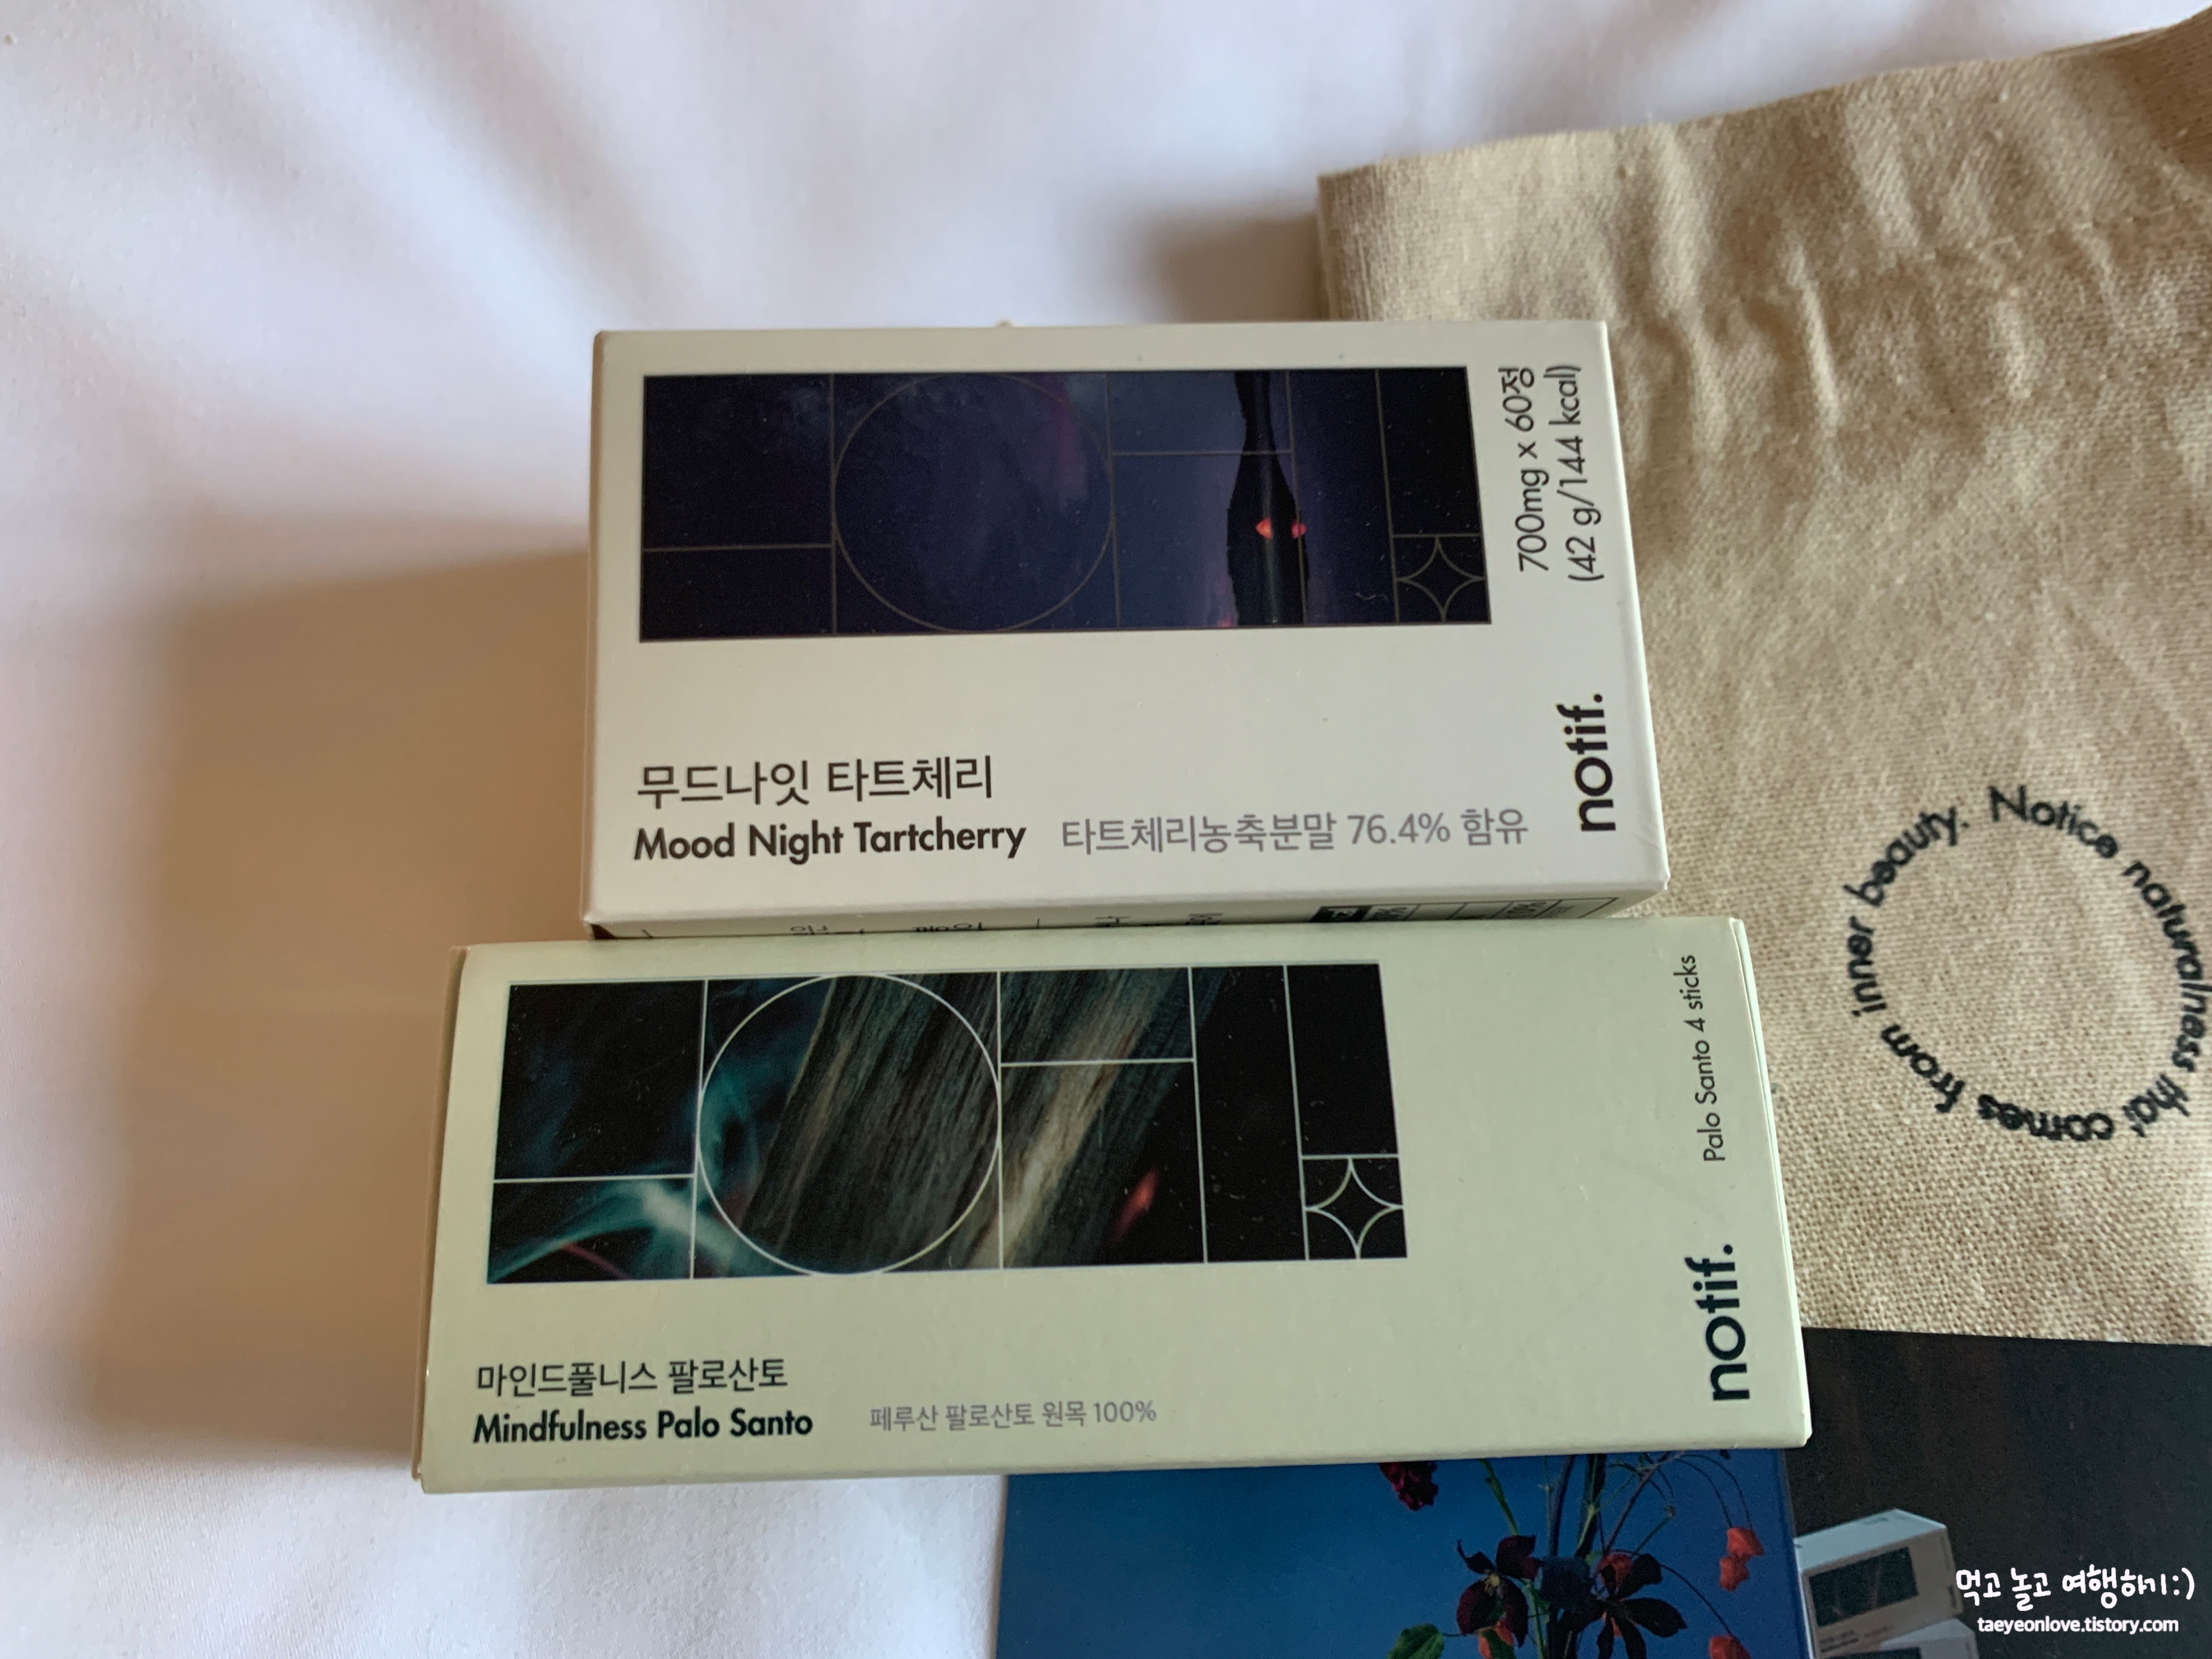 700mg x 60정
(42 g/144 kcal)
무드나잇 타트체리
Mood Night Tartcherry
타트체리농축분말 76.4% 함유
notif.
Palo Santo 4 sticks
마인드풀니스 팔로산토
Mindfulness Palo Santo
페루산 팔로산토 원목 100%
notif.
Notice naturalness that comes from inner beauty.
먹고 놀고 여행하기:)
taeyeonlove.tistory.com